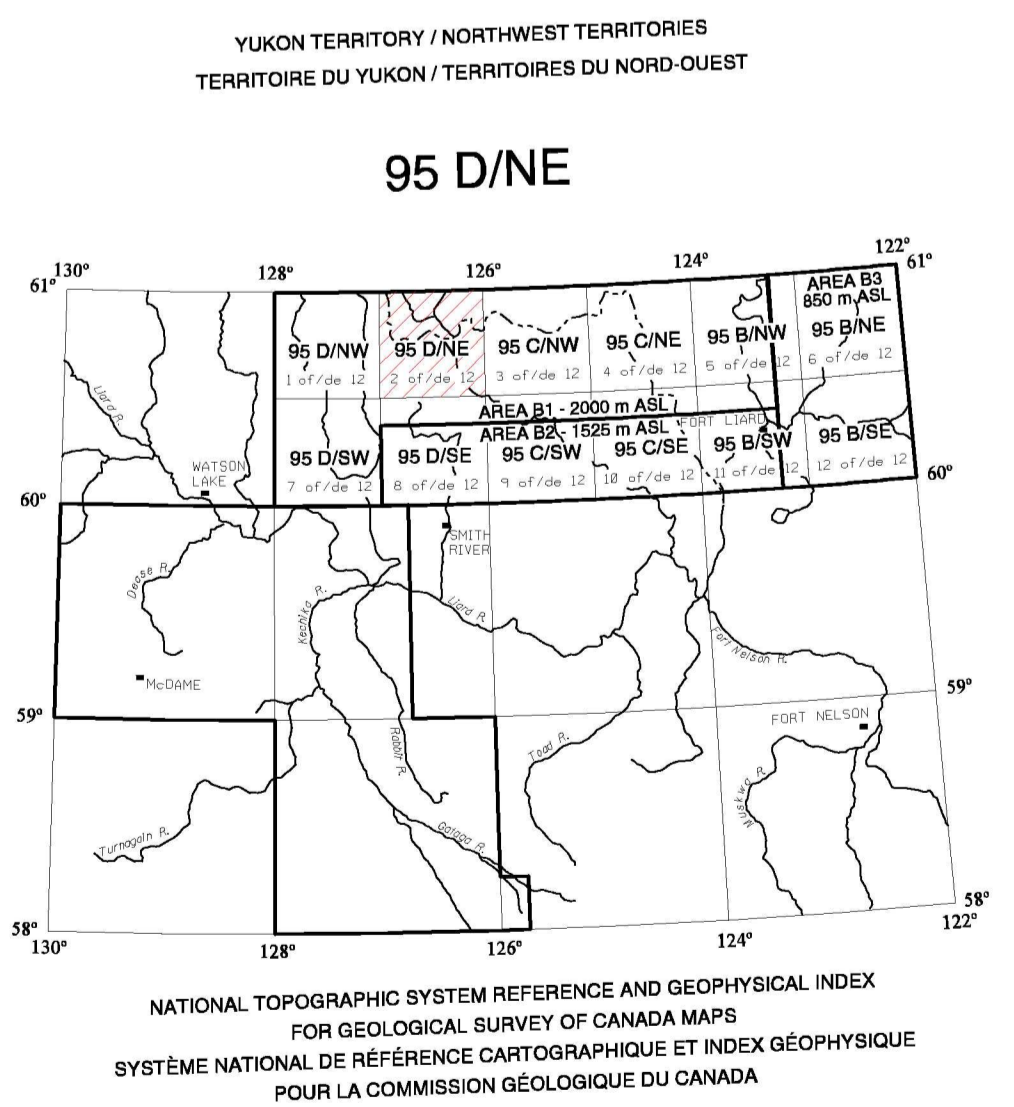 YUKON TERRITORY / NORTHWEST TERRITORIES
TERRITOIRE DU YUKON / TERRITOIRES DU NORD-OUEST
95 D/NE
130° 128° 126° 124° 122°
61° 61°
AREA B3
850 m ASL
95 D/NW 95 D/NE 95 C/NW 95 C/NE 95 B/NW 95 B/NE
1 of/de 12 2 of/de 12 3 of/de 12 4 of/de 12 5 of/de 12 6 of/de 12
Liard R.
AREA B1 - 2000 m ASL
AREA B2 - 1525 m ASL
FORT LIARD
95 D/SW 95 D/SE 95 C/SW 95 C/SE 95 B/SW 95 B/SE
7 of/de 12 8 of/de 12 9 of/de 12 10 of/de 12 11 of/de 12 12 of/de 12
WATSON
LAKE
60° 60°
SMITH
RIVER
Dease R.
Kechika R.
Liard R.
Fort Nelson R.
McDAME
59° 59°
FORT NELSON
Rabbit R.
Toad R.
Muskwa R.
Turnagain R.
Gataga R.
58° 58°
130° 128° 126° 124° 122°
NATIONAL TOPOGRAPHIC SYSTEM REFERENCE AND GEOPHYSICAL INDEX
FOR GEOLOGICAL SURVEY OF CANADA MAPS
SYSTÈME NATIONAL DE RÉFÉRENCE CARTOGRAPHIQUE ET INDEX GÉOPHYSIQUE
POUR LA COMMISSION GÉOLOGIQUE DU CANADA